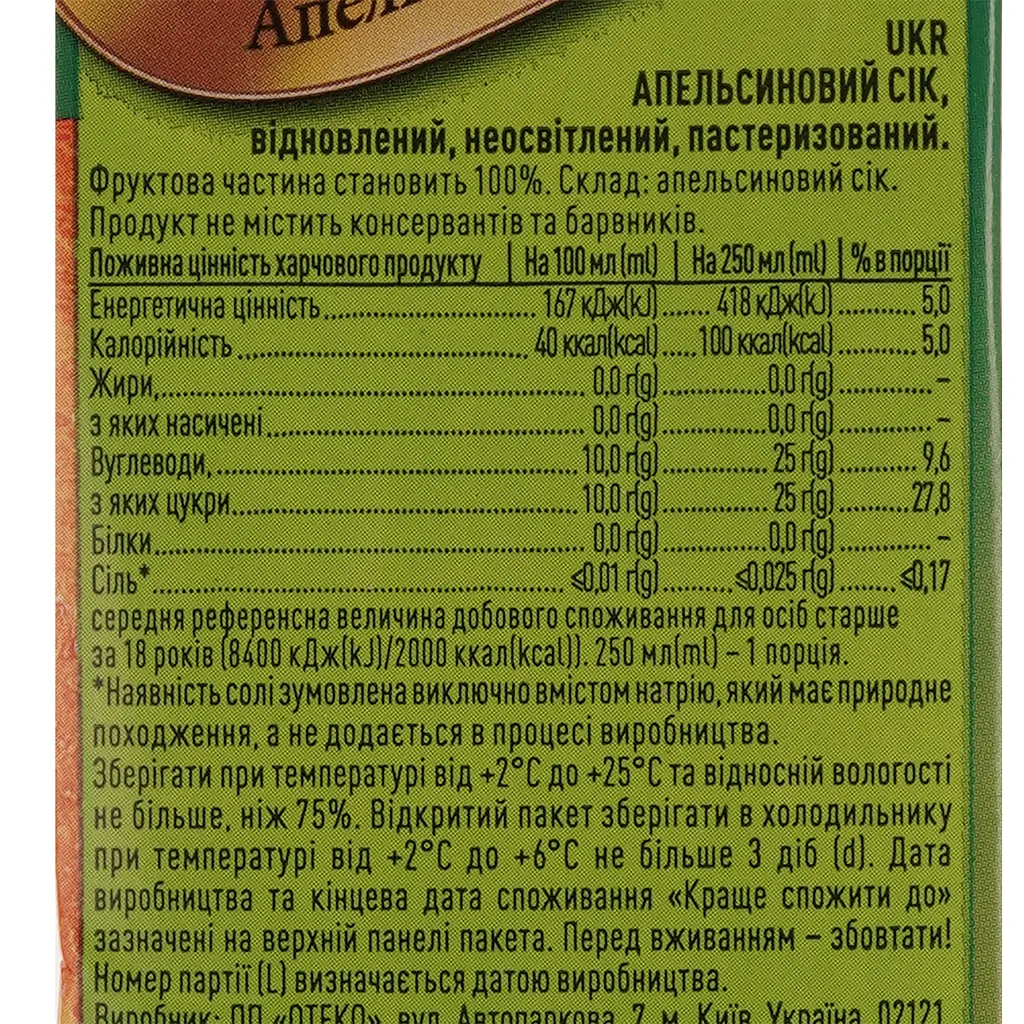 Апель
UKR
АПЕЛЬСИНОВИЙ СІК,
відновлений, неосвітлений, пастеризований.
Фруктова частина становить 100%. Склад: апельсиновий сік.
Продукт не містить консервантів та барвників.
Поживна цінність харчового продукту | На 100 мл(ml) | На 250 мл(ml) | % в порції
Енергетична цінність.......... 167 кДж(kJ)...... 418 кДж(kJ).......... 5,0
Калорійність.......... 40 ккал(kcal)..... 100 ккал(kcal).......... 5,0
Жири,.......... 0,0 г(g).......... 0,0 г(g).......... –
з яких насичені.......... 0,0 г(g).......... 0,0 г(g).......... –
Вуглеводи,.......... 10,0 г(g).......... 25 г(g).......... 9,6
з яких цукри.......... 10,0 г(g).......... 25 г(g).......... 27,8
Білки.......... 0,0 г(g).......... 0,0 г(g).......... –
Сіль*.......... ⩽0,01 г(g).......... ⩽0,025 г(g)...... ⩽0,17
середня референсна величина добового споживання для осіб старше
за 18 років (8400 кДж(kJ)/2000 ккал(kcal)). 250 мл(ml) – 1 порція.
*Наявність солі зумовлена виключно вмістом натрію, який має природне
походження, а не додається в процесі виробництва.
Зберігати при температурі від +2°С до +25°С та відносній вологості
не більше, ніж 75%. Відкритий пакет зберігати в холодильнику
при температурі від +2°С до +6°С не більше 3 діб (d). Дата
виробництва та кінцева дата споживання «Краще спожити до»
зазначені на верхній панелі пакета. Перед вживанням – збовтати!
Номер партії (L) визначається датою виробництва.
Виробник: ПП «ОТЕКО», вул. Автопаркова, 7, м. Київ, Україна, 02121,